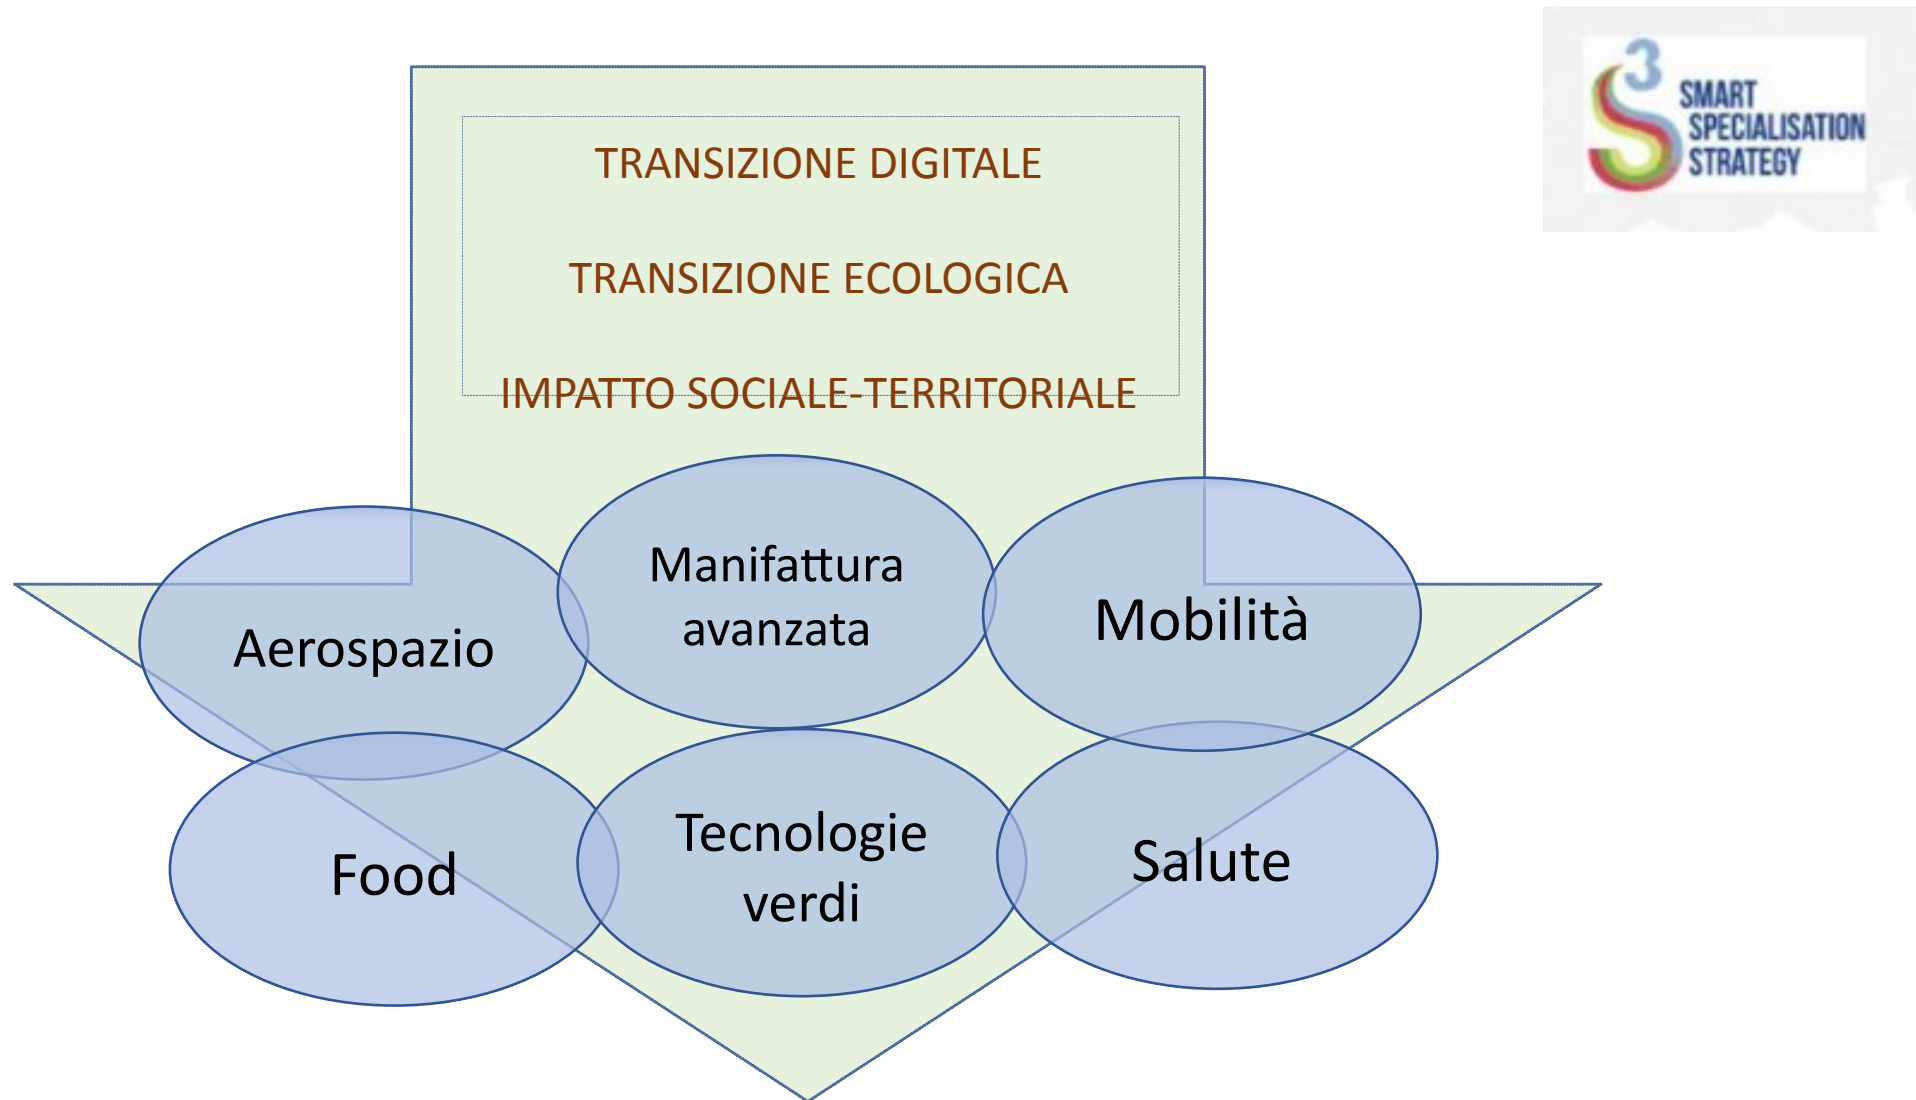 3
SMART
SPECIALISATION
STRATEGY
TRANSIZIONE DIGITALE
TRANSIZIONE ECOLOGICA
IMPATTO SOCIALE-TERRITORIALE
Aerospazio
Manifattura
avanzata
Mobilità
Food
Tecnologie
verdi
Salute